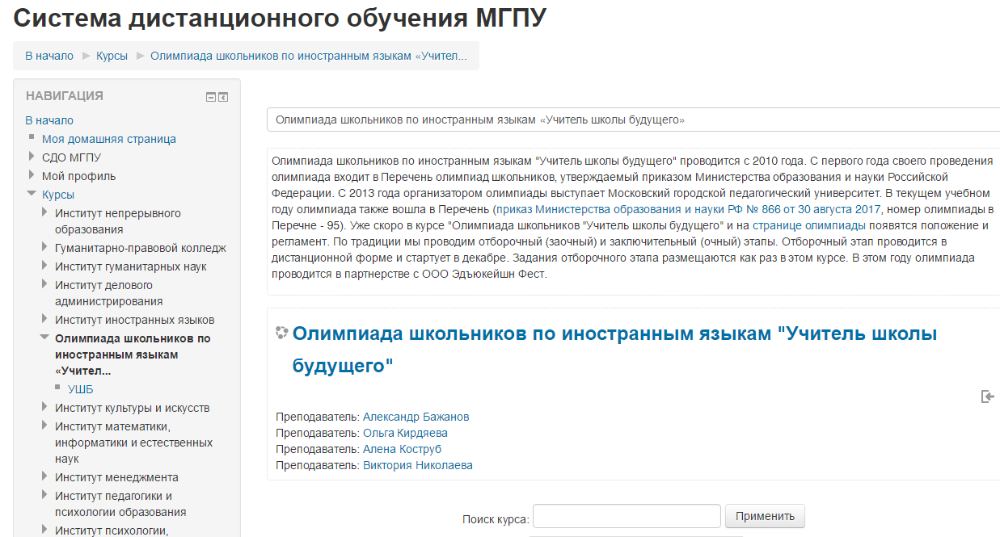 Система дистанционного обучения МГПУ
В начало
Курсы
Олимпиада школьников по иностранным языкам «Учител...
НАВИГАЦИЯ
В начало
Моя домашняя страница
СДО МГПУ
Мой профиль
Курсы
Институт непрерывного
образования
Гуманитарно-правовой колледж
Институт гуманитарных наук
Институт делового
администрирования
Институт иностранных языков
Олимпиада школьников по
иностранным языкам
«Учител...
УШБ
Институт культуры и искусств
Институт математики,
информатики и естественных
наук
Институт менеджмента
Институт педагогики и
психологии образования
Институт психологии,
Олимпиада школьников по иностранным языкам «Учитель школы будущего»
Олимпиада школьников по иностранным языкам "Учитель школы будущего" проводится с 2010 года. С первого года своего проведения
олимпиада входит в Перечень олимпиад школьников, утверждаемый приказом Министерства образования и науки Российской
Федерации. С 2013 года организатором олимпиады выступает Московский городской педагогический университет. В текущем учебном
году олимпиада также вошла в Перечень (приказ Министерства образования и науки РФ № 866 от 30 августа 2017, номер олимпиады в
Перечне - 95). Уже скоро в курсе "Олимпиада школьников "Учитель школы будущего" и на странице олимпиады появятся положение и
регламент. По традиции мы проводим отборочный (заочный) и заключительный (очный) этапы. Отборочный этап проводится в
дистанционной форме и стартует в декабре. Задания отборочного этапа размещаются как раз в этом курсе. В этом году олимпиада
проводится в партнерстве с ООО Эдъюкейшн Фест.
Олимпиада школьников по иностранным языкам "Учитель школы
будущего"
Преподаватель: Александр Бажанов
Преподаватель: Ольга Кирдяева
Преподаватель: Алена Коструб
Преподаватель: Виктория Николаева
Поиск курса:
Применить